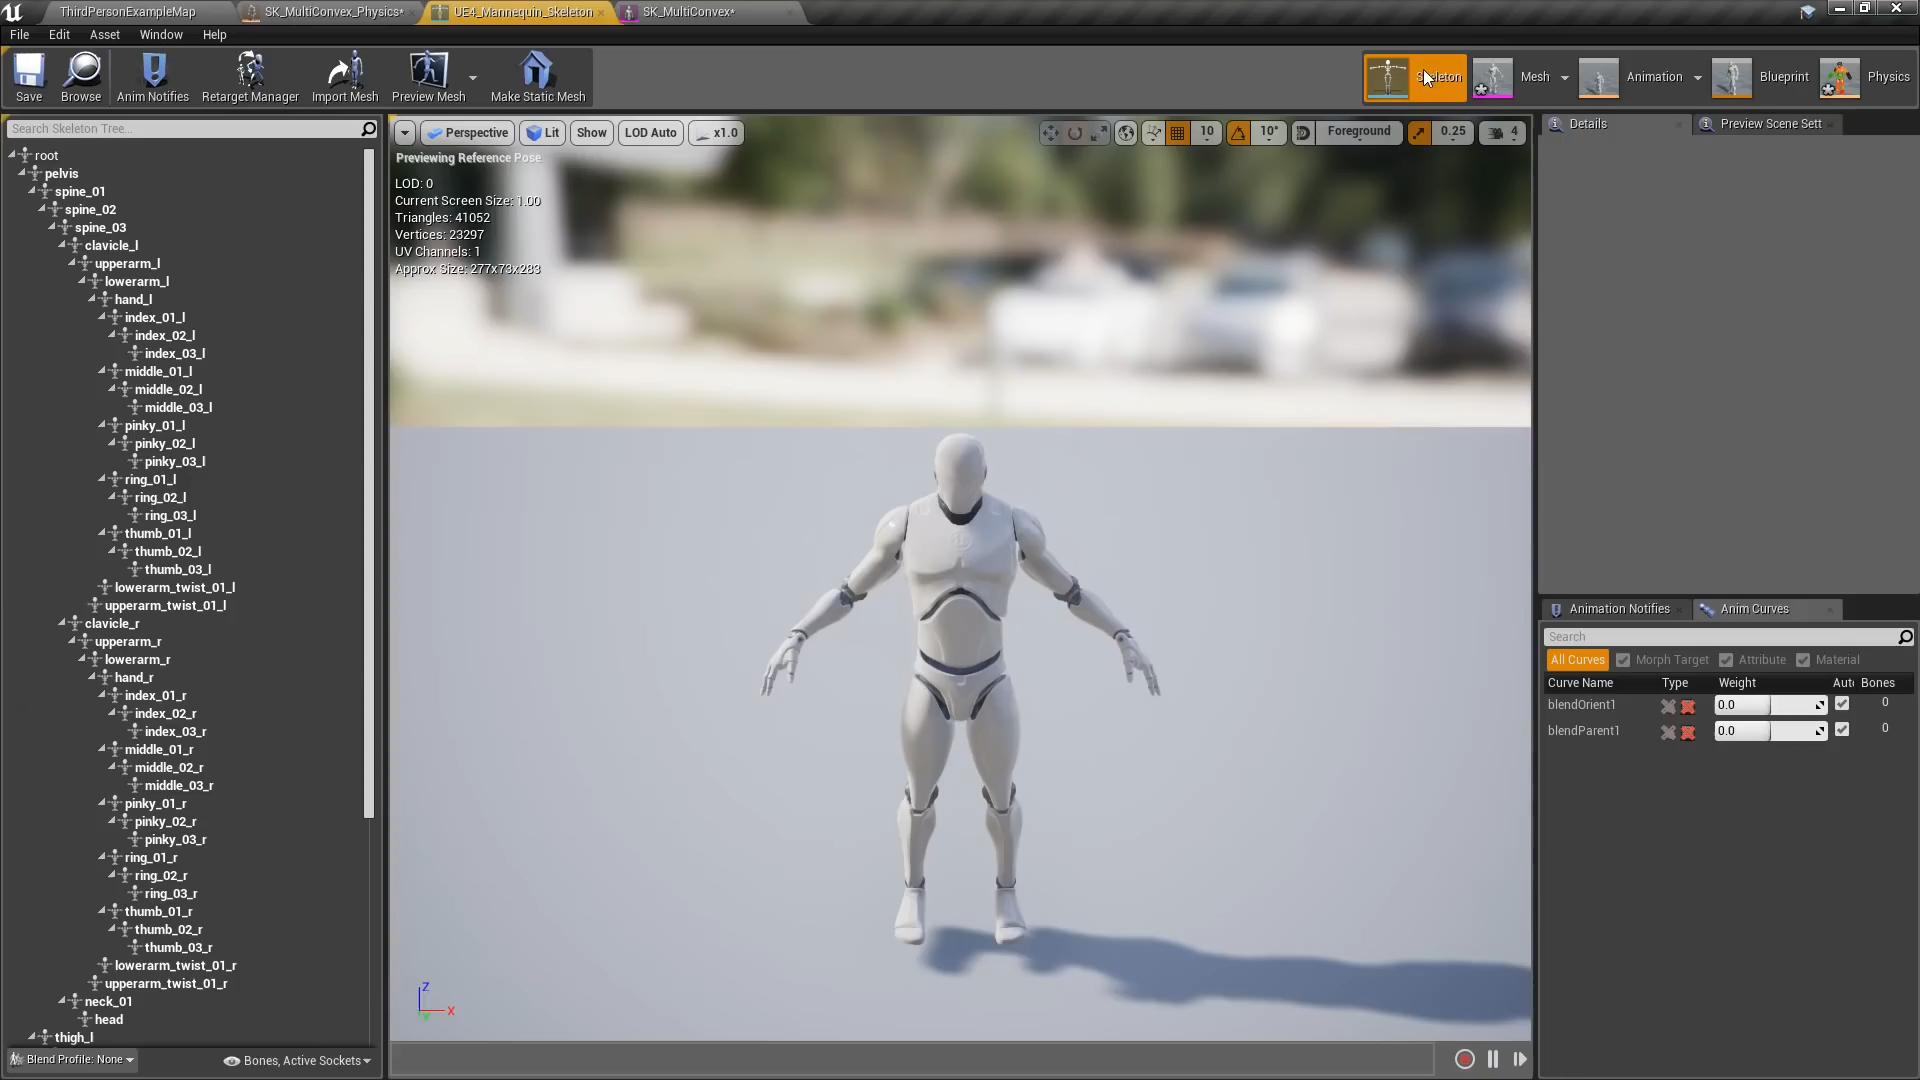 ThirdPersonExampleMap
SK_MultiConvex_Physics*
UE4_Mannequin_Skeleton
SK_MultiConvex*
File
Edit
Asset
Window
Help
Save
Browse
Anim Notifies
Retarget Manager
Import Mesh
Preview Mesh
Make Static Mesh
Skeleton
Mesh
Animation
Blueprint
Physics
Search Skeleton Tree...
root
pelvis
spine_01
spine_02
spine_03
clavicle_l
upperarm_l
lowerarm_l
hand_l
index_01_l
index_02_l
index_03_l
middle_01_l
middle_02_l
middle_03_l
pinky_01_l
pinky_02_l
pinky_03_l
ring_01_l
ring_02_l
ring_03_l
thumb_01_l
thumb_02_l
thumb_03_l
lowerarm_twist_01_l
upperarm_twist_01_l
clavicle_r
upperarm_r
lowerarm_r
hand_r
index_01_r
index_02_r
index_03_r
middle_01_r
middle_02_r
middle_03_r
pinky_01_r
pinky_02_r
pinky_03_r
ring_01_r
ring_02_r
ring_03_r
thumb_01_r
thumb_02_r
thumb_03_r
lowerarm_twist_01_r
upperarm_twist_01_r
neck_01
head
thigh_l
Blend Profile: None
Bones, Active Sockets
Perspective
Lit
Show
LOD Auto
x1.0
10
10°
Foreground
0.25
4
Previewing Reference Pose
LOD: 0
Current Screen Size: 1.00
Triangles: 41052
Vertices: 23297
UV Channels: 1
Approx Size: 277x73x283
Z
X
Y
Details
Preview Scene Sett
Animation Notifies
Anim Curves
Search
All Curves
Morph Target
Attribute
Material
Curve Name Type Weight Aut Bones
blendOrient1 0.0 0
blendParent1 0.0 0